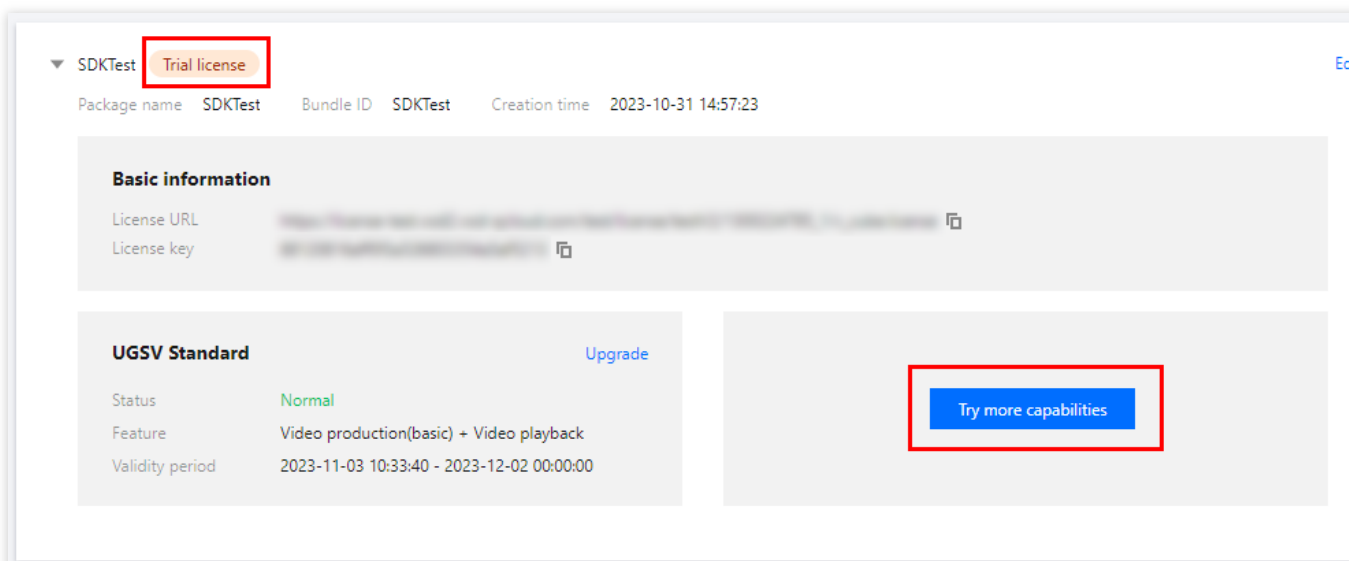 SDKTest Trial license
Package name SDKTest Bundle ID SDKTest Creation time 2023-10-31 14:57:23
Basic information
License URL
License key
UGSV Standard Upgrade
Status Normal
Feature Video production(basic) + Video playback
Validity period 2023-11-03 10:33:40 - 2023-12-02 00:00:00
Try more capabilities